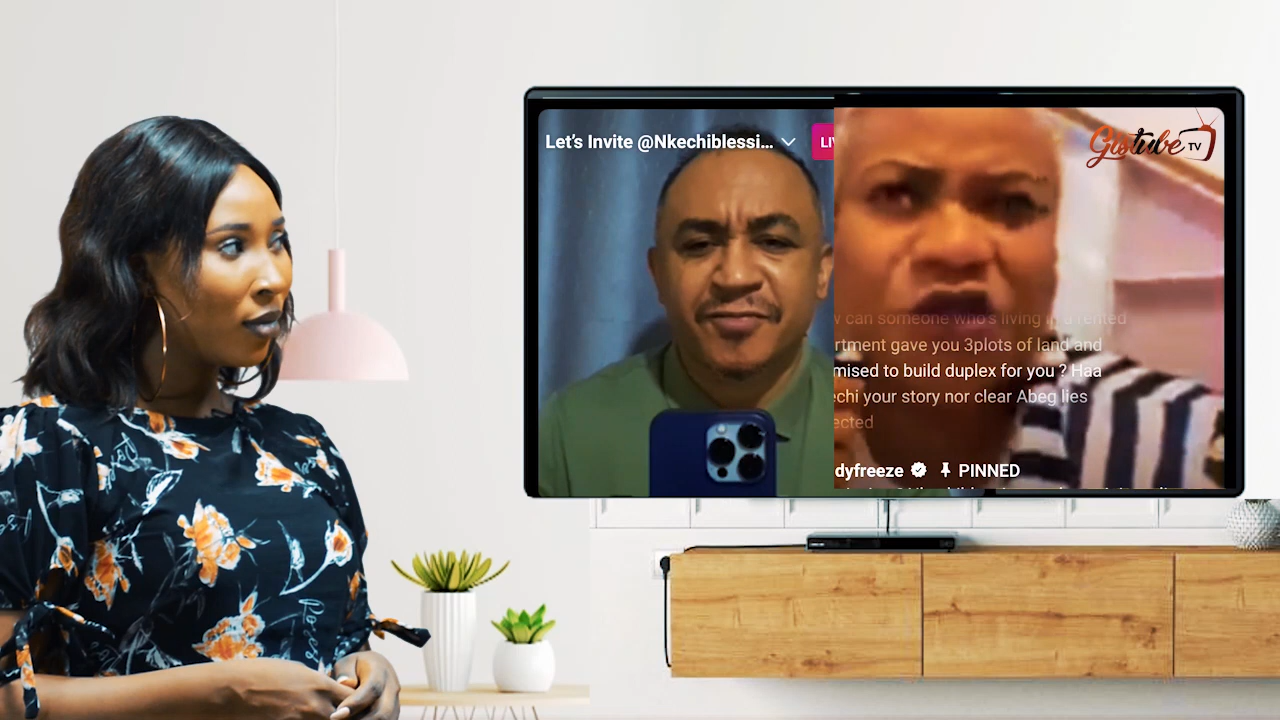 Let's Invite @Nkechiblessi...
LIV
Gistube TV
w can someone who's living in a rented
rtment gave you 3plots of land and
mised to build duplex for you ? Haa
echi your story nor clear Abeg lies
ected
dyfreeze PINNED